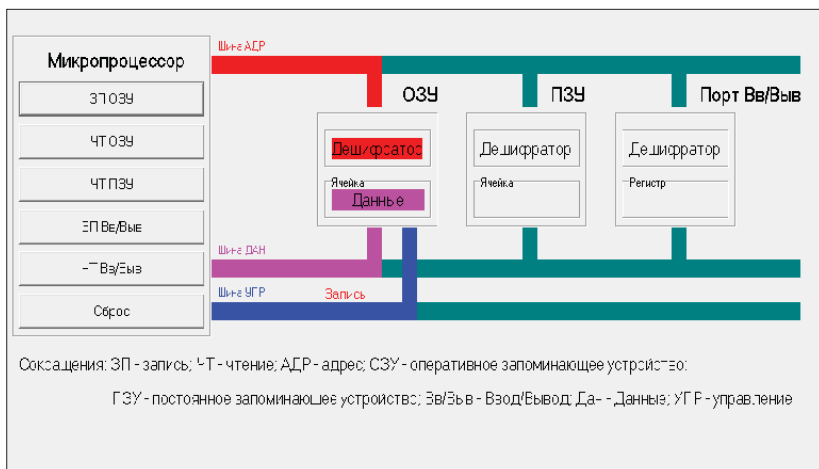 Шина АДР
Микропроцессор
ЗП ОЗУ
ОЗУ
ПЗУ
Порт Вв/Выв
ЧТ ОЗУ
Дешифратор
Дешифратор
Дешифратор
ЧТ ПЗУ
Ячейка
Ячейка
Регистр
Данные
ЗП Вв/Выв
Шина ДАН
ЧТ Вв/Выв
Шина УПР
Запись
Сброс
Сокращения: ЗП - запись; ЧТ - чтение; АДР - адрес; ОЗУ - оперативное запоминающее устройство;
ПЗУ - постоянное запоминающее устройство; Вв/Выв - Ввод/Вывод; Дан - Данные; УПР - управление